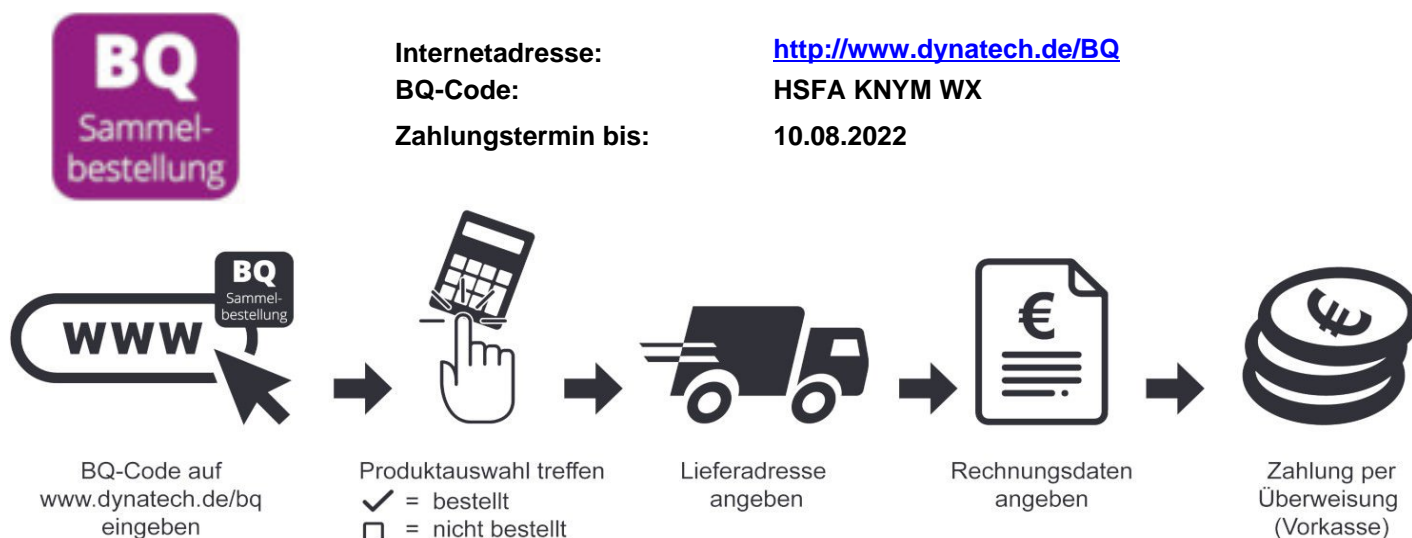 BQ
Sammel-
bestellung
Internetadresse: http://www.dynatech.de/BQ
BQ-Code: HSFA KNYM WX
Zahlungstermin bis: 10.08.2022
BQ
Sammel-
bestellung
WWW
€
€
BQ-Code auf
www.dynatech.de/bq
eingeben
Produktauswahl treffen
✓ = bestellt
☐ = nicht bestellt
Lieferadresse
angeben
Rechnungsdaten
angeben
Zahlung per
Überweisung
(Vorkasse)